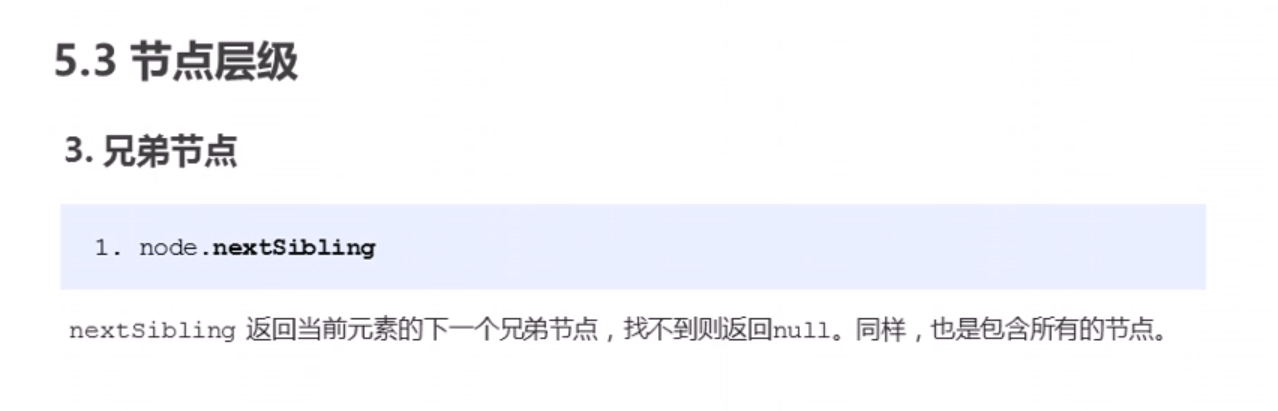 5.3 节点层级
3. 兄弟节点
1. node.nextSibling
nextSibling 返回当前元素的下一个兄弟节点，找不到则返回null。同样，也是包含所有的节点。